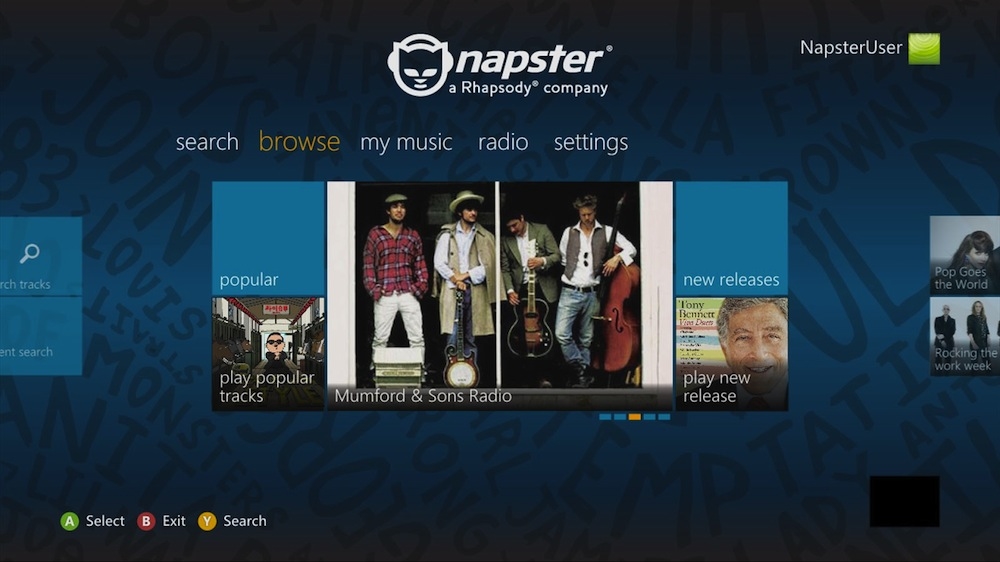 napster®
a Rhapsody® company
NapsterUser
search browse my music radio settings
rch tracks
ent search
popular
play popular
tracks
Mumford & Sons Radio
new releases
Tony
Bennett
Viva Duets
play new
release
Pop Goes
the World
Rocking the
work week
A Select B Exit Y Search